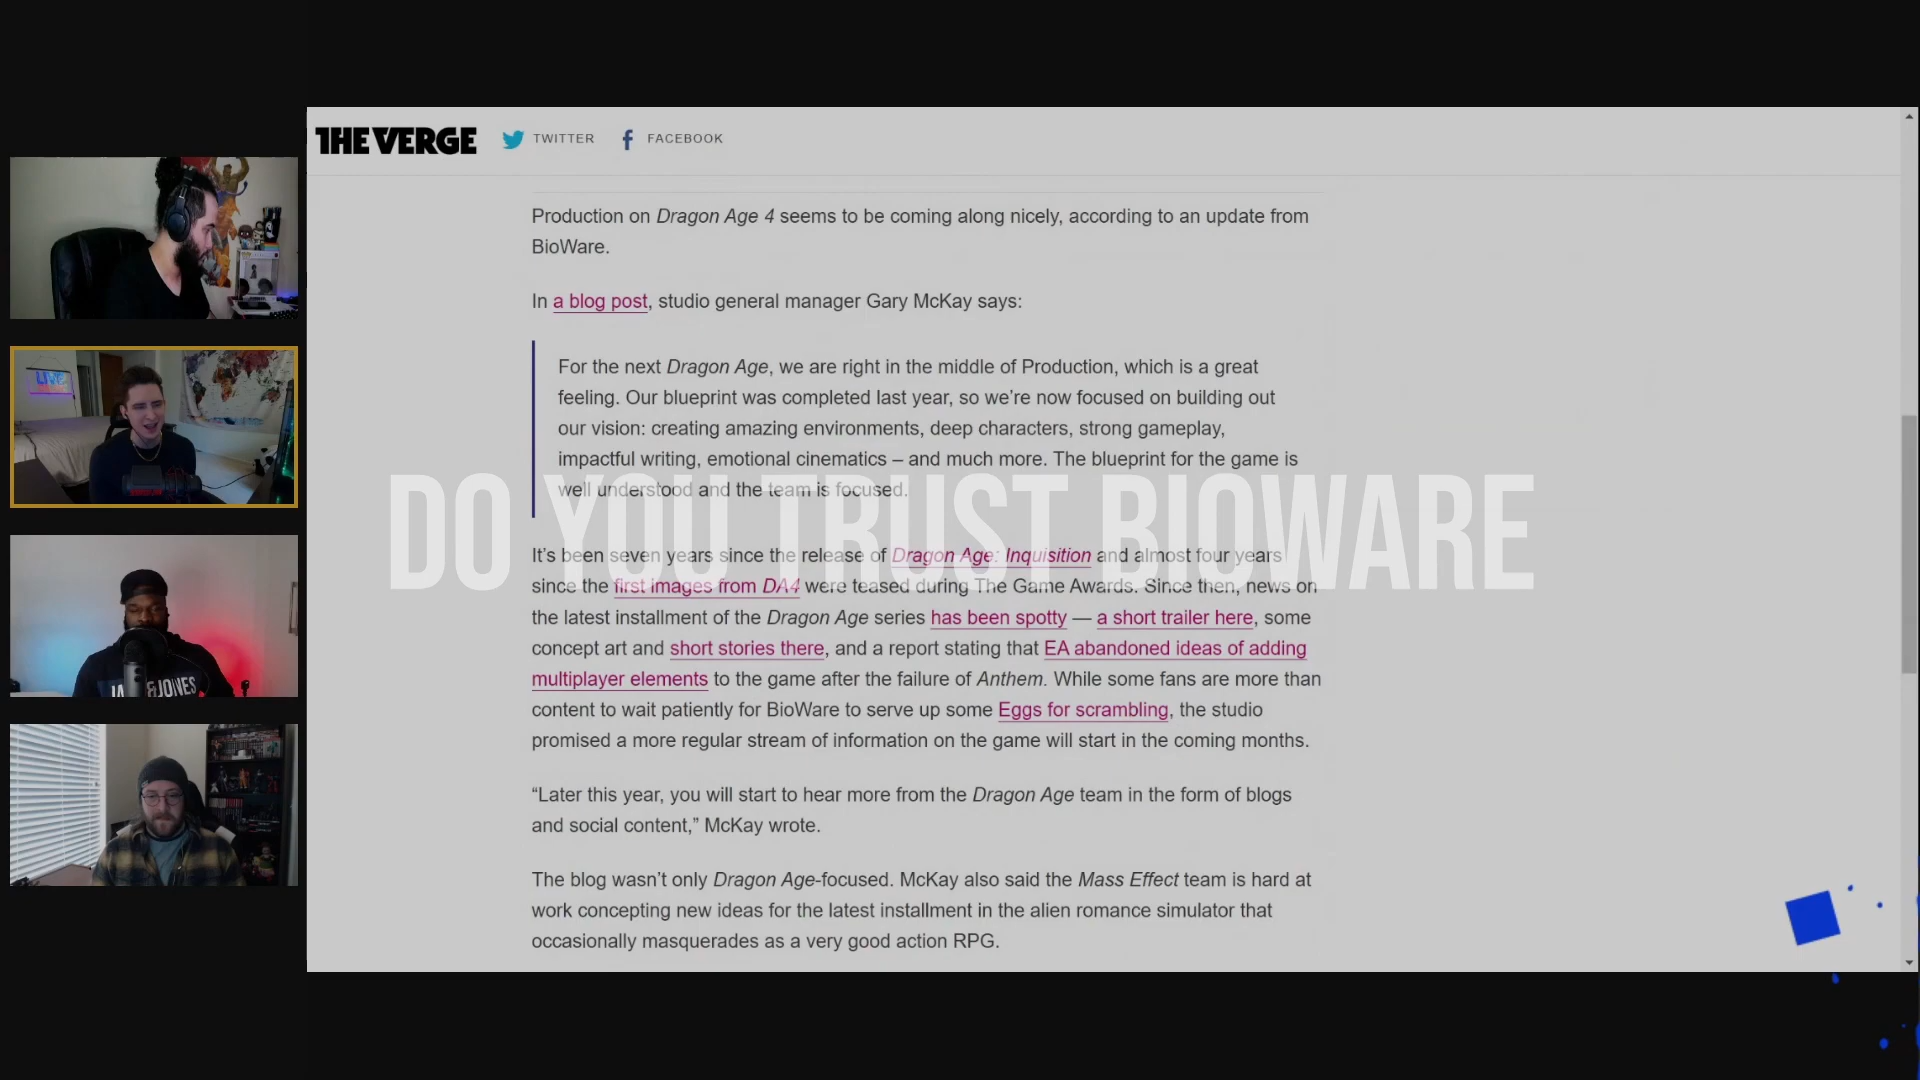 THE VERGE TWITTER FACEBOOK
Production on Dragon Age 4 seems to be coming along nicely, according to an update from
BioWare.
In a blog post, studio general manager Gary McKay says:
For the next Dragon Age, we are right in the middle of Production, which is a great
feeling. Our blueprint was completed last year, so we’re now focused on building out
our vision: creating amazing environments, deep characters, strong gameplay,
impactful writing, emotional cinematics – and much more. The blueprint for the game is
well understood and the team is focused.
DO YOU TRUST BIOWARE
It’s been seven years since the release of Dragon Age: Inquisition and almost four years
since the first images from DA4 were teased during The Game Awards. Since then, news on
the latest installment of the Dragon Age series has been spotty — a short trailer here, some
concept art and short stories there, and a report stating that EA abandoned ideas of adding
multiplayer elements to the game after the failure of Anthem. While some fans are more than
content to wait patiently for BioWare to serve up some Eggs for scrambling, the studio
promised a more regular stream of information on the game will start in the coming months.
“Later this year, you will start to hear more from the Dragon Age team in the form of blogs
and social content,” McKay wrote.
The blog wasn’t only Dragon Age-focused. McKay also said the Mass Effect team is hard at
work concepting new ideas for the latest installment in the alien romance simulator that
occasionally masquerades as a very good action RPG.
LIVE